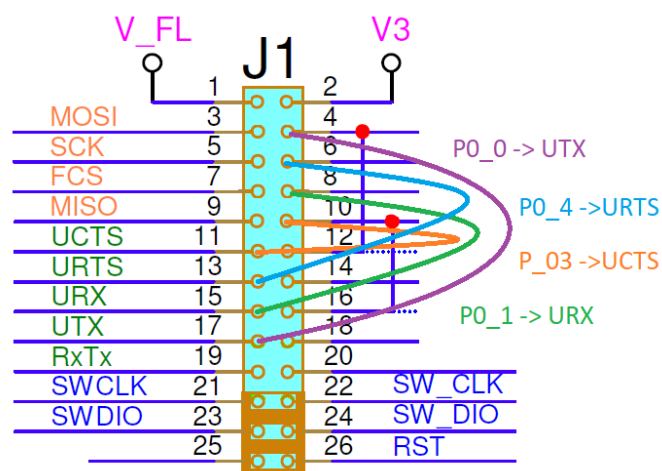 V_FL J1 V3
1 2
MOSI 3 4
SCK 5 6 P0_0 -> UTX
FCS 7 8
MISO 9 10 P0_4 ->URTS
UCTS 11 12
URTS 13 14 P_03->UCTS
URX 15 16 P0_1 -> URX
UTX 17 18
RxTx 19 20
SWCLK 21 22 SW_CLK
SWDIO 23 24 SW_DIO
25 26 RST